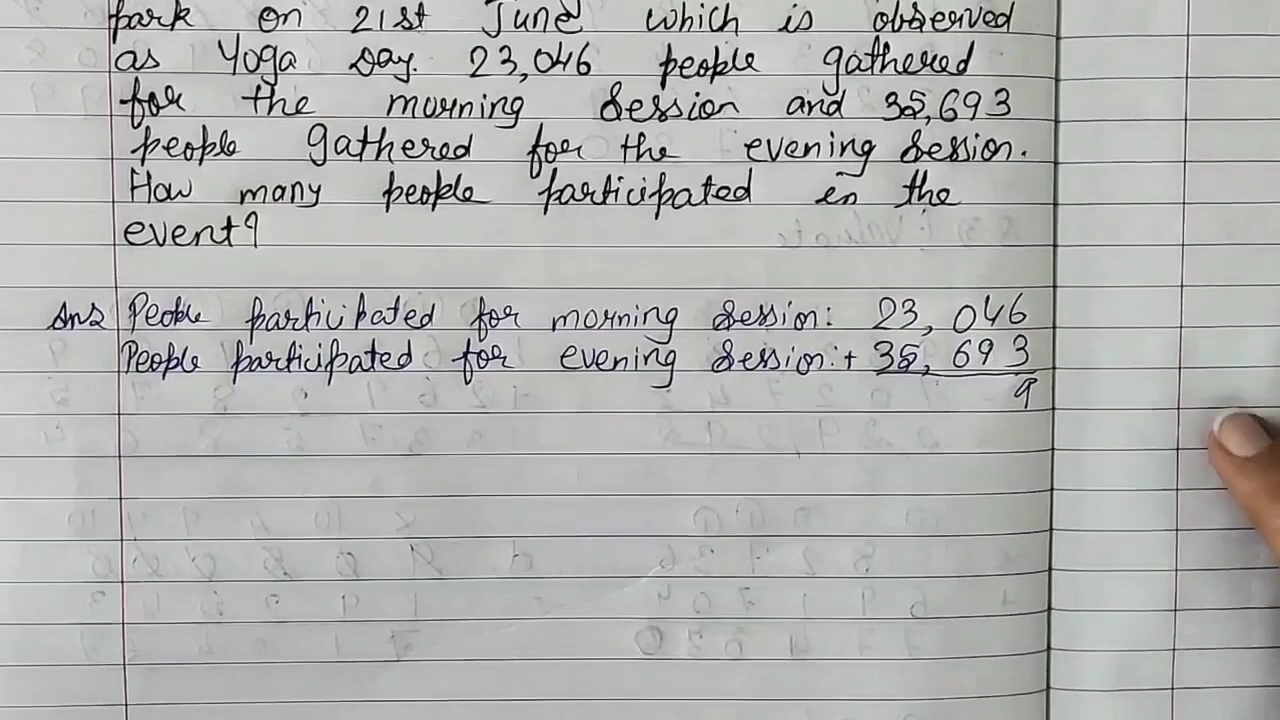 park on 21st June which is observed
as Yoga Day. 23,046 people gathered
for the morning Session and 35,693
people gathered for the evening Session.
How many people participated in the
event?
Ans People participated for morning Session: 23,046
People participated for evening Session: + 35,693
9